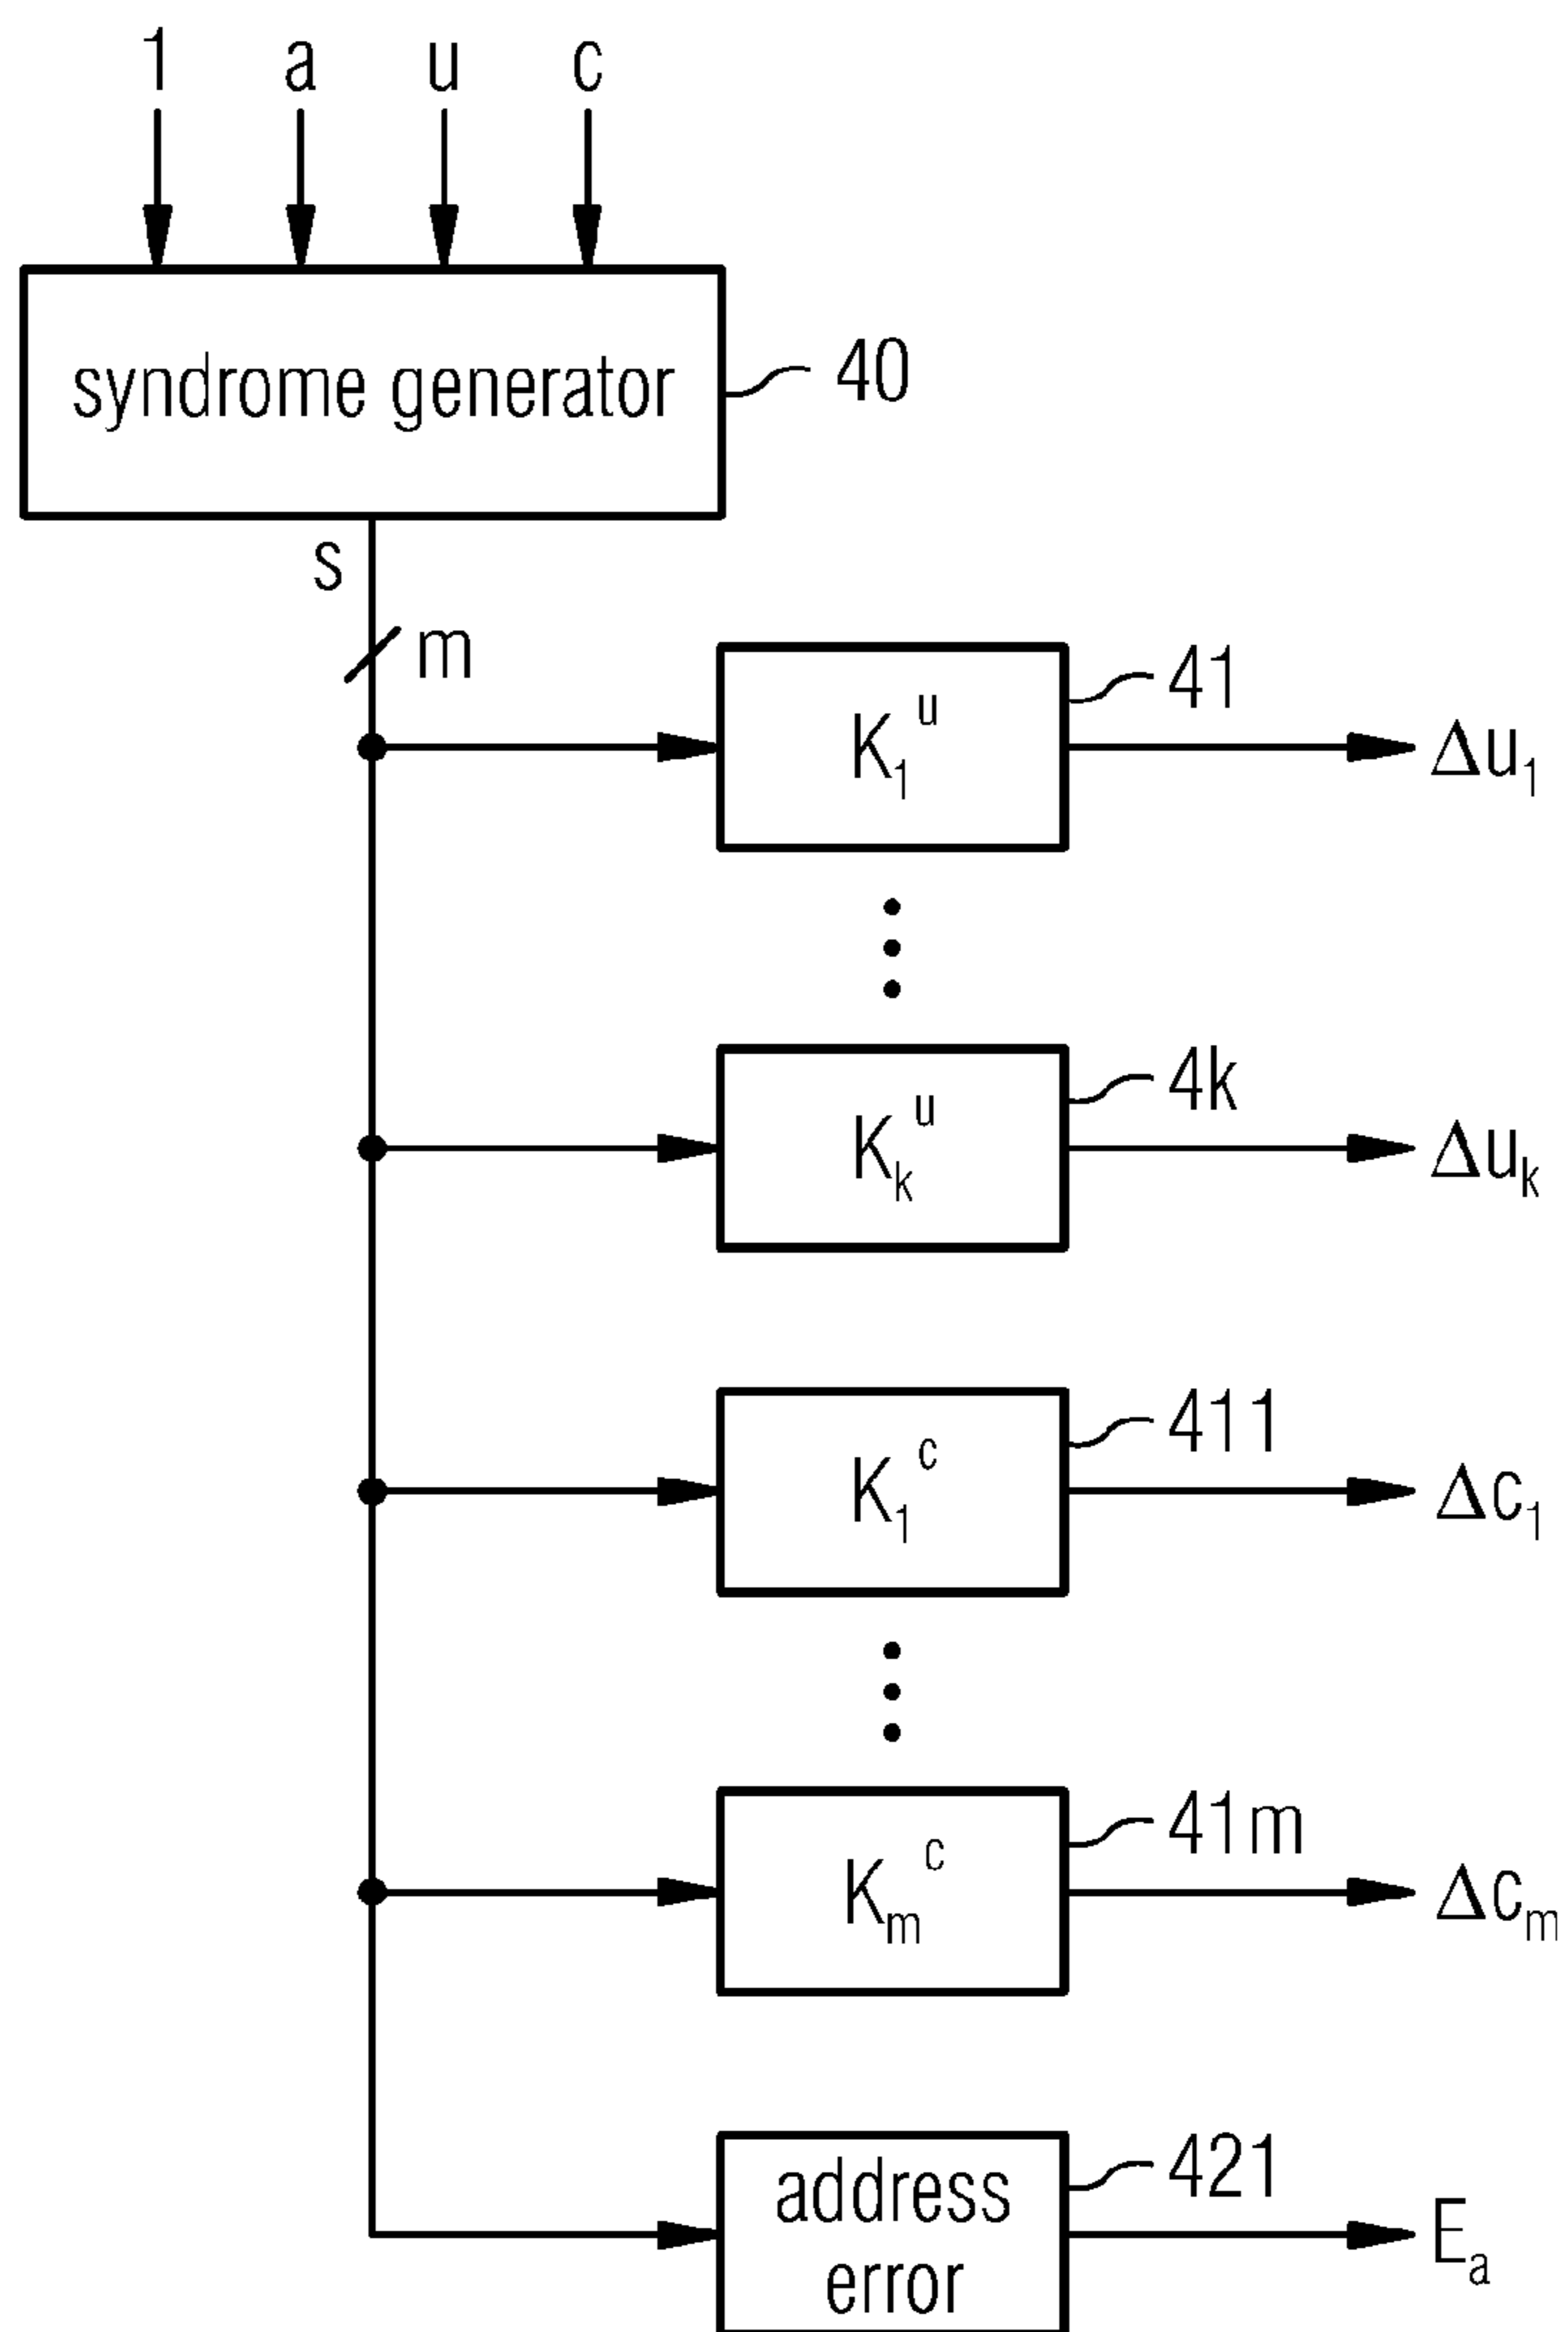 1 a u c
syndrome generator
40
s
m
K₁ᵘ
41
Δu₁
Kₖᵘ
4k
Δuₖ
K₁ᶜ
411
Δc₁
Kₘᶜ
41m
Δcₘ
address
error
421
Eₐ